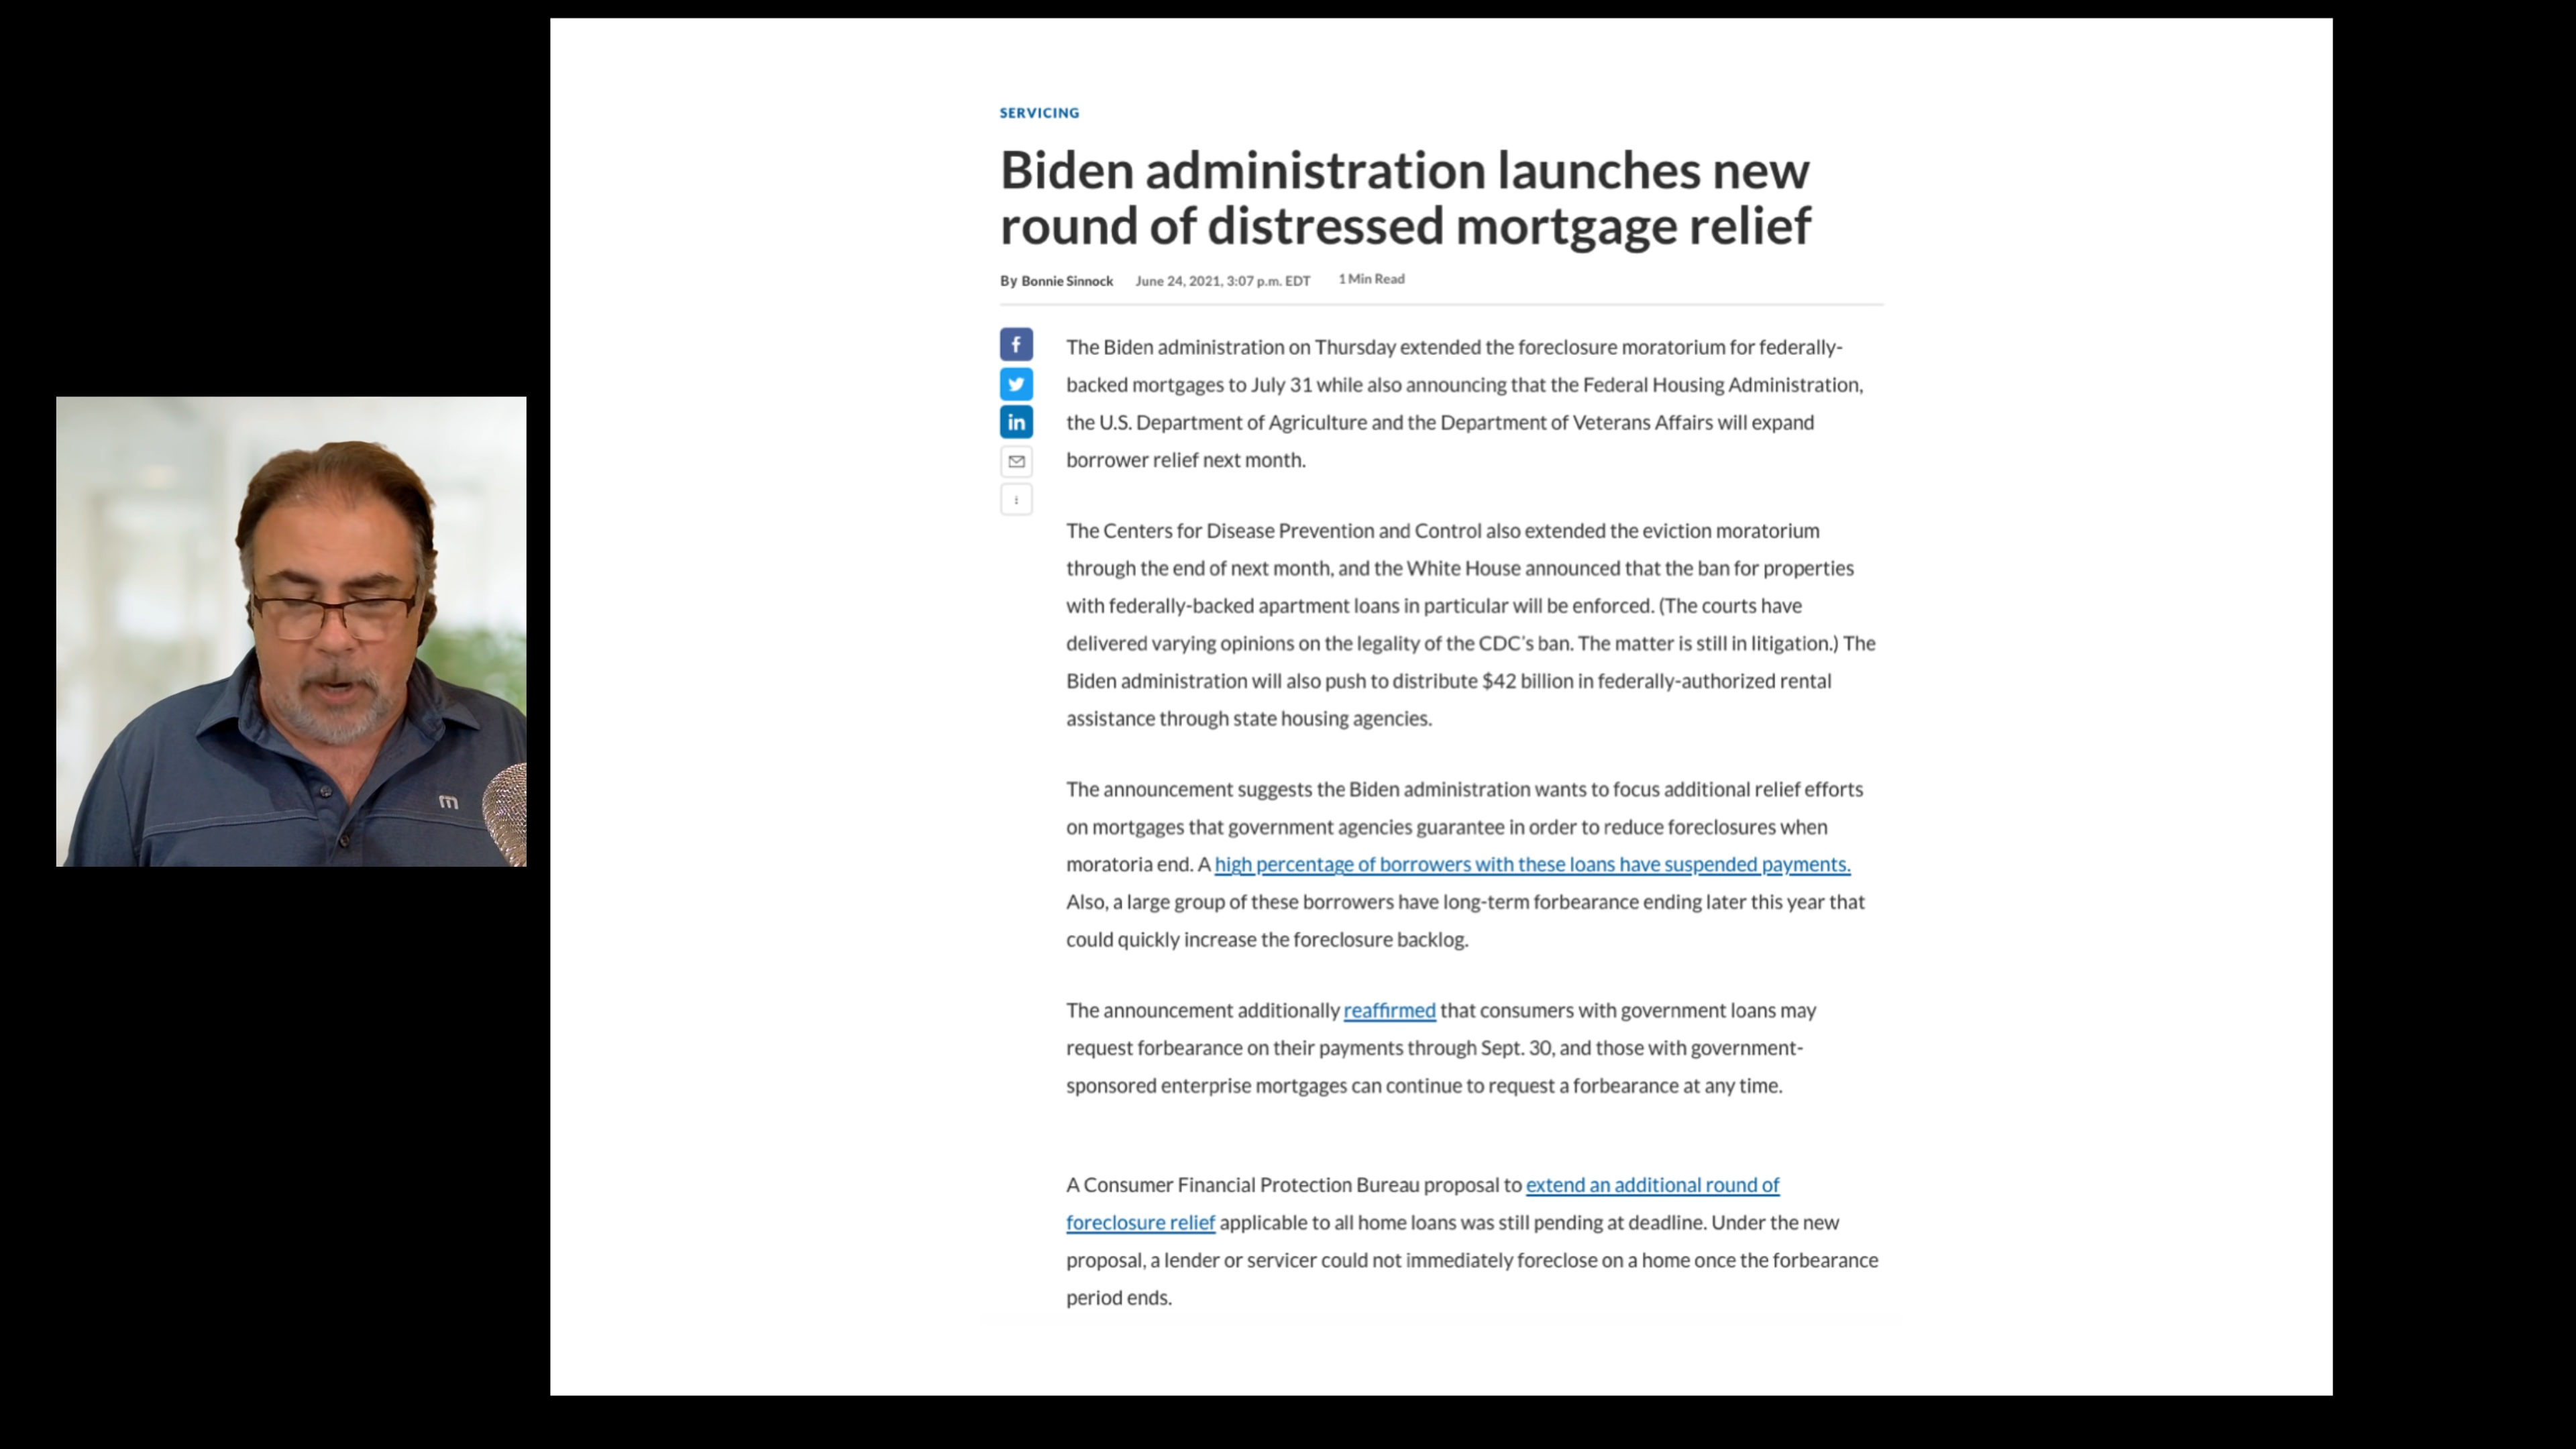 SERVICING
Biden administration launches new
round of distressed mortgage relief
By Bonnie Sinnock June 24, 2021, 3:07 p.m. EDT 1 Min Read
The Biden administration on Thursday extended the foreclosure moratorium for federally-
backed mortgages to July 31 while also announcing that the Federal Housing Administration,
the U.S. Department of Agriculture and the Department of Veterans Affairs will expand
borrower relief next month.
The Centers for Disease Prevention and Control also extended the eviction moratorium
through the end of next month, and the White House announced that the ban for properties
with federally-backed apartment loans in particular will be enforced. (The courts have
delivered varying opinions on the legality of the CDC's ban. The matter is still in litigation.) The
Biden administration will also push to distribute $42 billion in federally-authorized rental
assistance through state housing agencies.
The announcement suggests the Biden administration wants to focus additional relief efforts
on mortgages that government agencies guarantee in order to reduce foreclosures when
moratoria end. A high percentage of borrowers with these loans have suspended payments.
Also, a large group of these borrowers have long-term forbearance ending later this year that
could quickly increase the foreclosure backlog.
The announcement additionally reaffirmed that consumers with government loans may
request forbearance on their payments through Sept. 30, and those with government-
sponsored enterprise mortgages can continue to request a forbearance at any time.
A Consumer Financial Protection Bureau proposal to extend an additional round of
foreclosure relief applicable to all home loans was still pending at deadline. Under the new
proposal, a lender or servicer could not immediately foreclose on a home once the forbearance
period ends.